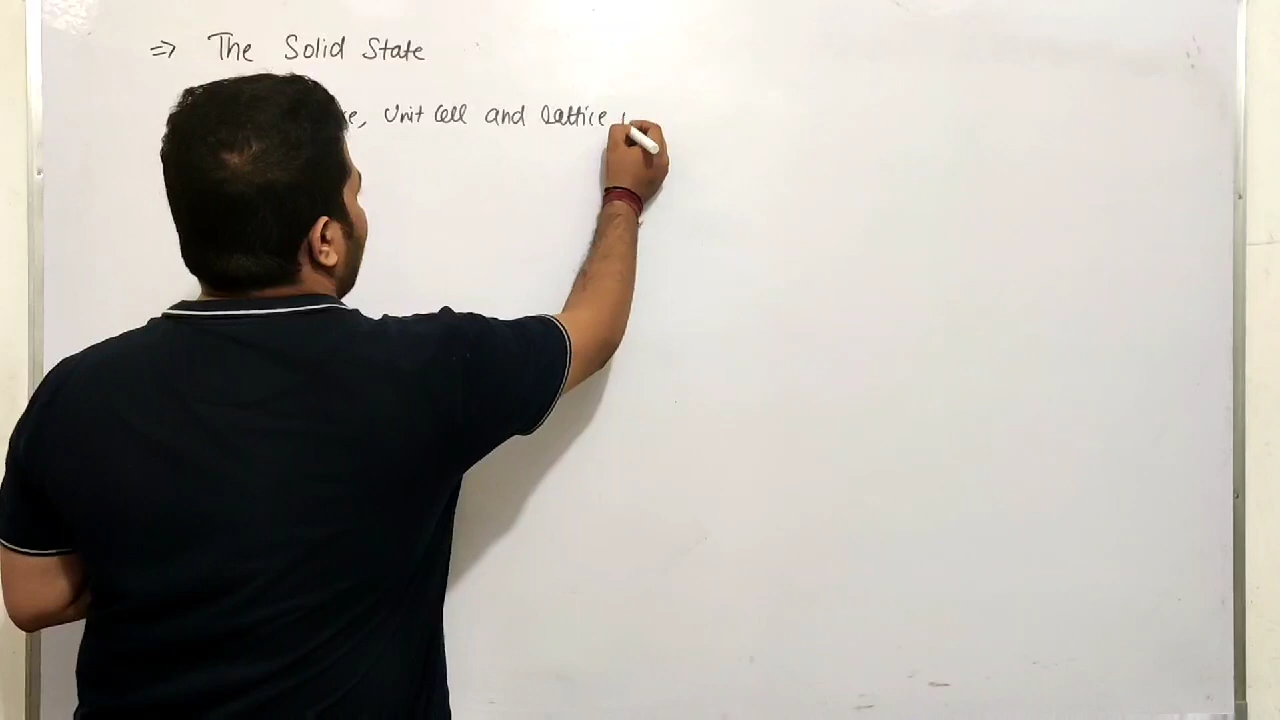 ⇒ The Solid State
Unit Cell and Lattice